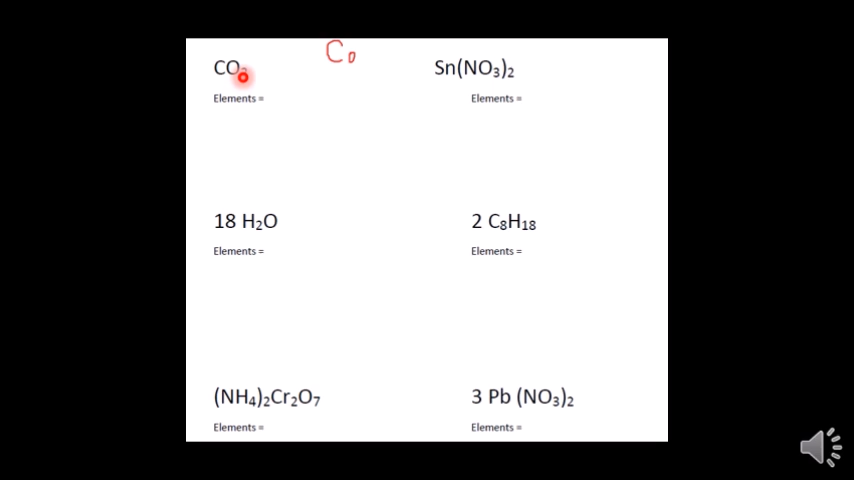 Co
CO₂ Sn(NO₃)₂
Elements = Elements =
18 H₂O 2 C₈H₁₈
Elements = Elements =
(NH₄)₂Cr₂O₇ 3 Pb (NO₃)₂
Elements = Elements =